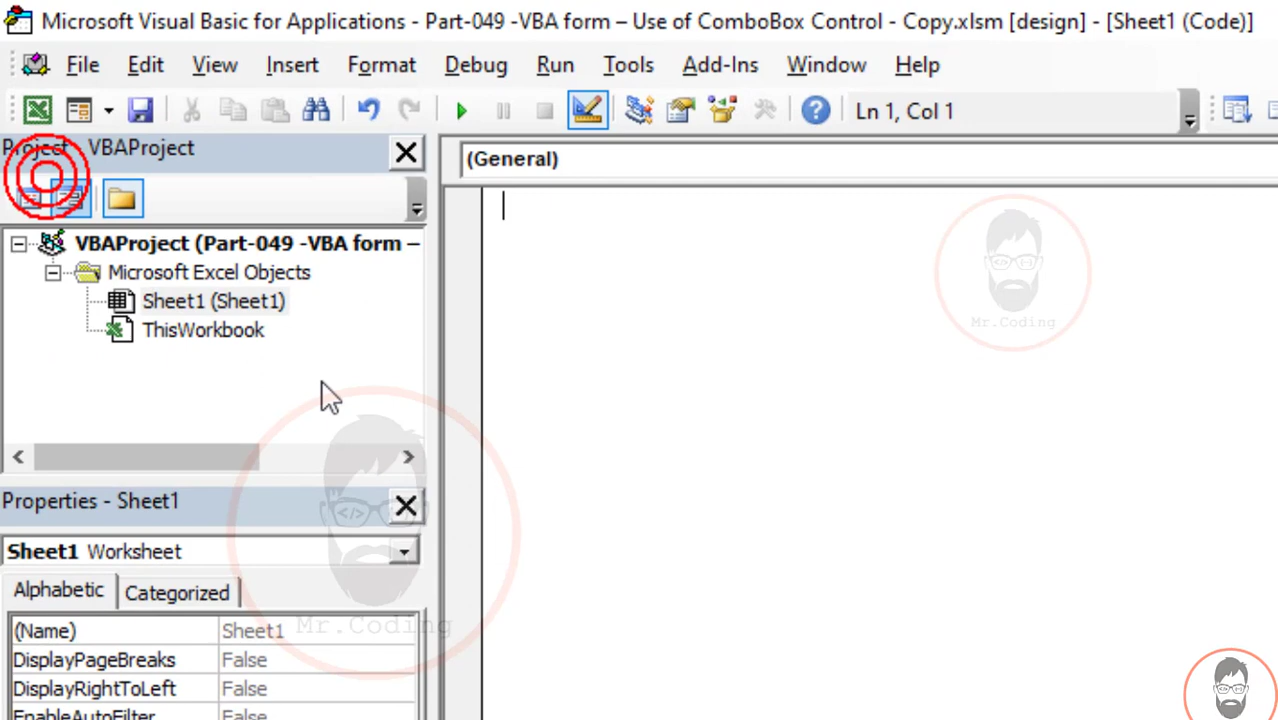 Microsoft Visual Basic for Applications - Part-049 -VBA form – Use of ComboBox Control - Copy.xlsm [design] - [Sheet1 (Code)]
File Edit View Insert Format Debug Run Tools Add-Ins Window Help
Ln 1, Col 1
Project - VBAProject
(General)
VBAProject (Part-049 -VBA form –
Microsoft Excel Objects
Sheet1 (Sheet1)
ThisWorkbook
Mr.Coding
Properties - Sheet1
Sheet1 Worksheet
Alphabetic Categorized
Mr.Coding
(Name) Sheet1
DisplayPageBreaks False
DisplayRightToLeft False
EnableAutoFilter False